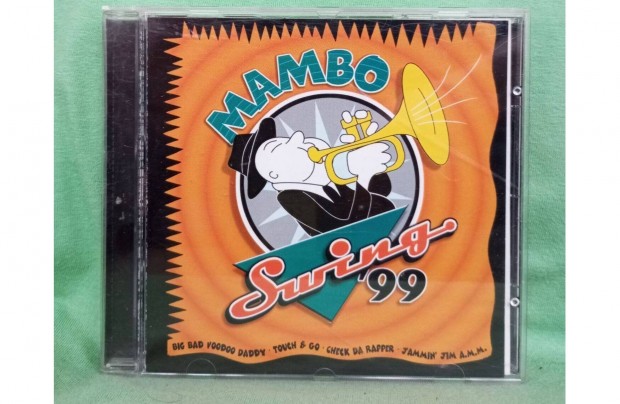 MAMBO
Swing '99
BIG BAD VOODOO DADDY · TOUCH & GO · CHECK DA RAPPER · JAMMIN' JIM A.M.M.